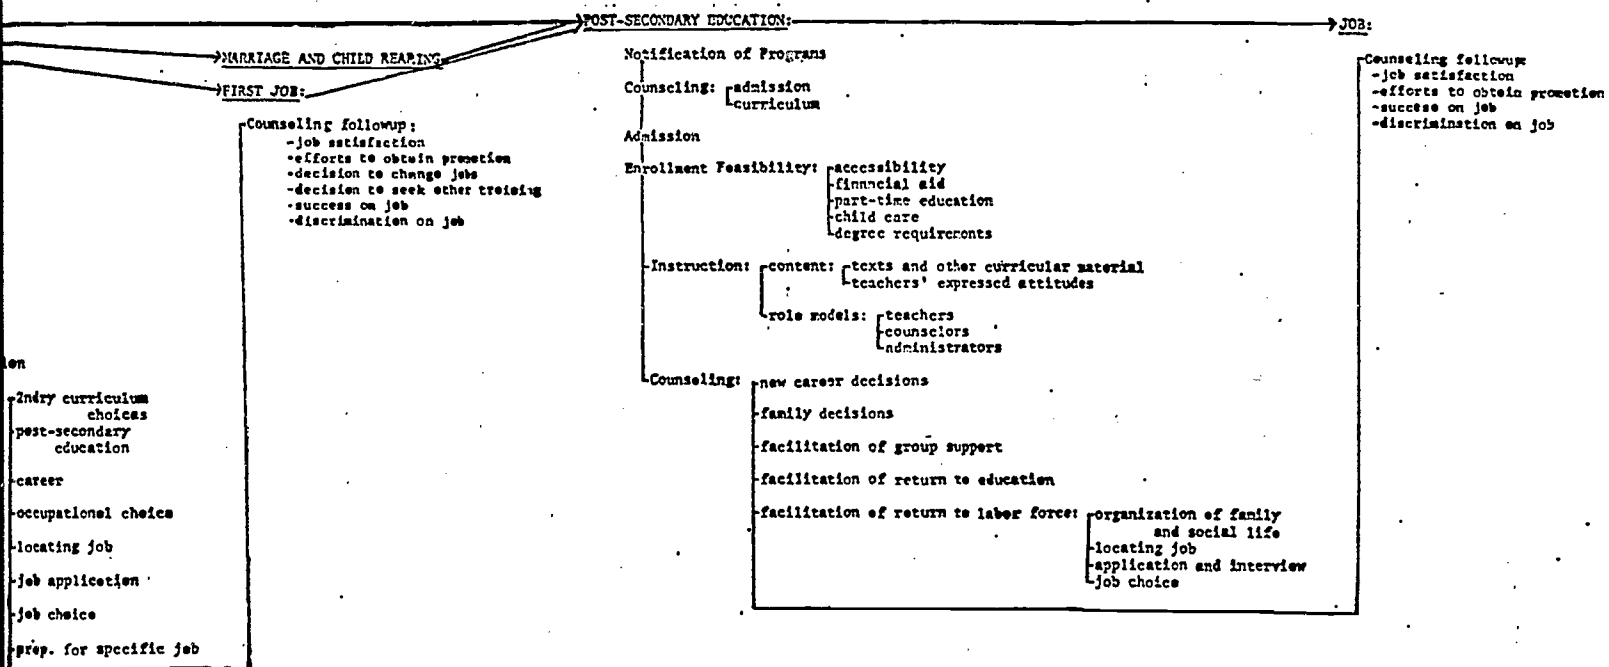 POST-SECONDARY EDUCATION:
JOB:
MARRIAGE AND CHILD REARING
FIRST JOB:
Counseling followup:
-job satisfaction
-efforts to obtain promotion
-decision to change jobs
-decision to seek other training
-success on job
-discrimination on job
Notification of Programs
Counseling: admission
curriculum
Admission
Enrollment Feasibility: accessibility
financial aid
part-time education
child care
degree requirements
Instruction: content: texts and other curricular material
teachers' expressed attitudes
role models: teachers
counselors
administrators
Counseling: new career decisions
family decisions
facilitation of group support
facilitation of return to education
facilitation of return to labor force: organization of family
and social life
locating job
application and interview
job choice
Counseling followup
-job satisfaction
-efforts to obtain promotion
-success on job
-discrimination on job
ion
2ndry curriculum
choices
post-secondary
education
career
occupational choice
locating job
job application
job choice
prep. for specific job